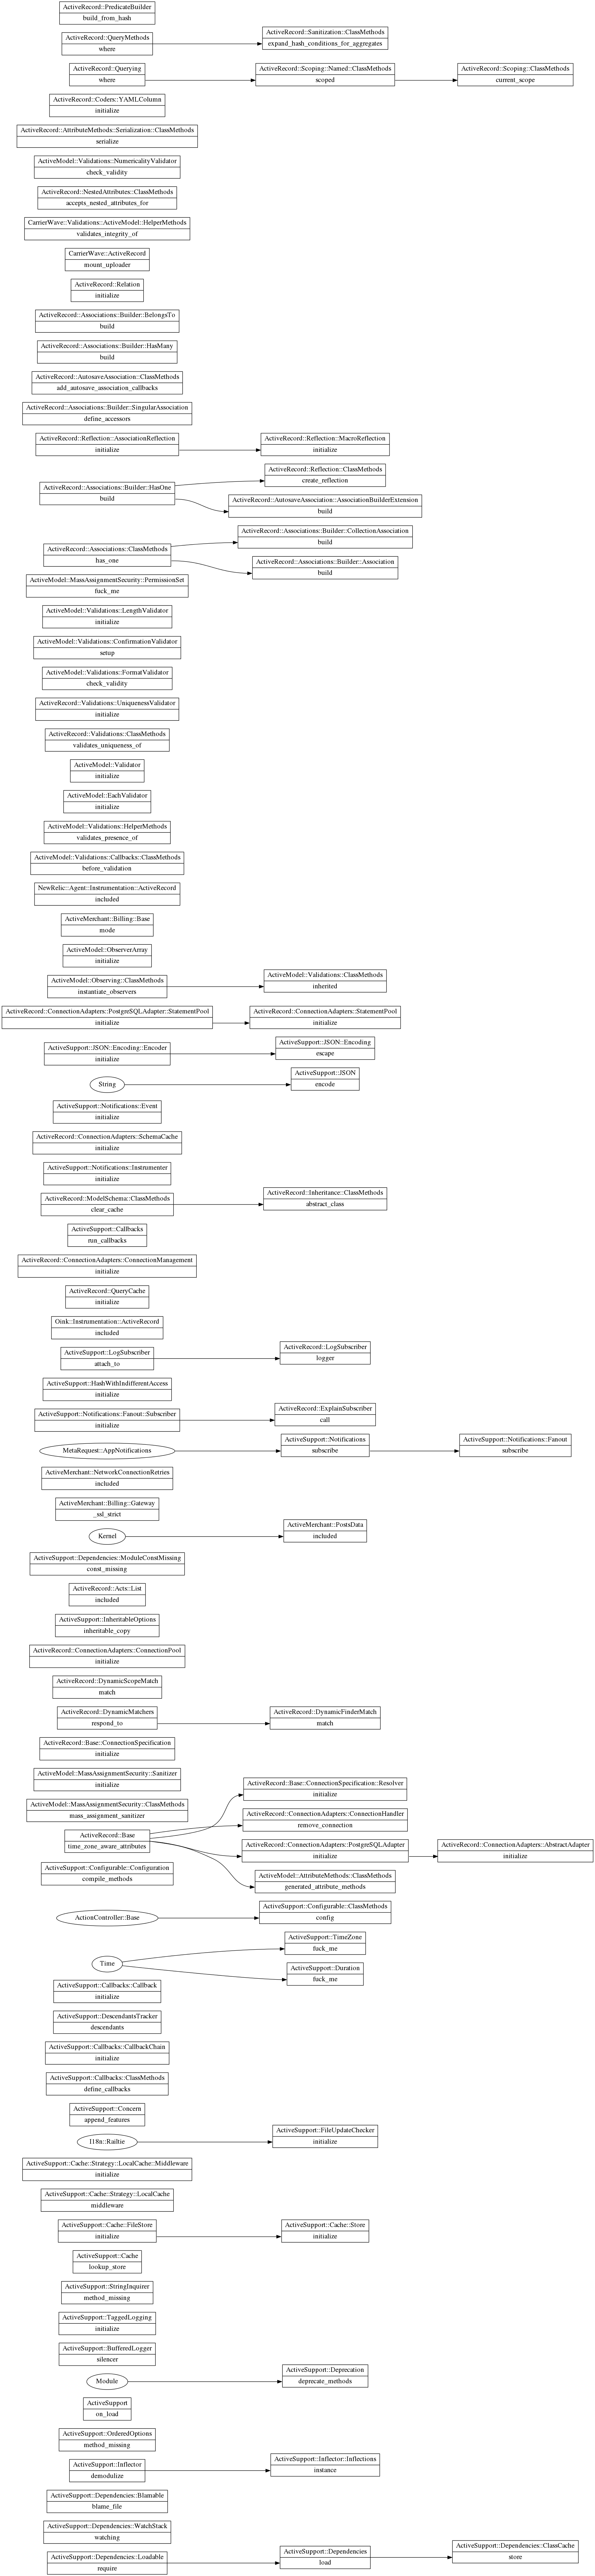 ActiveRecord::PredicateBuilder
build_from_hash
ActiveRecord::QueryMethods
where
ActiveRecord::Sanitization::ClassMethods
expand_hash_conditions_for_aggregates
ActiveRecord::Querying
where
ActiveRecord::Scoping::Named::ClassMethods
scoped
ActiveRecord::Scoping::ClassMethods
current_scope
ActiveRecord::Coders::YAMLColumn
initialize
ActiveRecord::AttributeMethods::Serialization::ClassMethods
serialize
ActiveModel::Validations::NumericalityValidator
check_validity
ActiveRecord::NestedAttributes::ClassMethods
accepts_nested_attributes_for
CarrierWave::Validations::ActiveModel::HelperMethods
validates_integrity_of
CarrierWave::ActiveRecord
mount_uploader
ActiveRecord::Relation
initialize
ActiveRecord::Associations::Builder::BelongsTo
build
ActiveRecord::Associations::Builder::HasMany
build
ActiveRecord::AutosaveAssociation::ClassMethods
add_autosave_association_callbacks
ActiveRecord::Associations::Builder::SingularAssociation
define_accessors
ActiveRecord::Reflection::AssociationReflection
initialize
ActiveRecord::Reflection::MacroReflection
initialize
ActiveRecord::Reflection::ClassMethods
create_reflection
ActiveRecord::Associations::Builder::HasOne
build
ActiveRecord::AutosaveAssociation::AssociationBuilderExtension
build
ActiveRecord::Associations::Builder::CollectionAssociation
build
ActiveRecord::Associations::ClassMethods
has_one
ActiveRecord::Associations::Builder::Association
build
ActiveModel::MassAssignmentSecurity::PermissionSet
fuck_me
ActiveModel::Validations::LengthValidator
initialize
ActiveModel::Validations::ConfirmationValidator
setup
ActiveModel::Validations::FormatValidator
check_validity
ActiveRecord::Validations::UniquenessValidator
initialize
ActiveRecord::Validations::ClassMethods
validates_uniqueness_of
ActiveModel::Validator
initialize
ActiveModel::EachValidator
initialize
ActiveModel::Validations::HelperMethods
validates_presence_of
ActiveModel::Validations::Callbacks::ClassMethods
before_validation
NewRelic::Agent::Instrumentation::ActiveRecord
included
ActiveMerchant::Billing::Base
mode
ActiveModel::ObserverArray
initialize
ActiveModel::Observing::ClassMethods
instantiate_observers
ActiveModel::Validations::ClassMethods
inherited
ActiveRecord::ConnectionAdapters::PostgreSQLAdapter::StatementPool
initialize
ActiveRecord::ConnectionAdapters::StatementPool
initialize
ActiveSupport::JSON::Encoding::Encoder
initialize
ActiveSupport::JSON::Encoding
escape
String
ActiveSupport::JSON
encode
ActiveSupport::Notifications::Event
initialize
ActiveRecord::ConnectionAdapters::SchemaCache
initialize
ActiveSupport::Notifications::Instrumenter
initialize
ActiveRecord::ModelSchema::ClassMethods
clear_cache
ActiveRecord::Inheritance::ClassMethods
abstract_class
ActiveSupport::Callbacks
run_callbacks
ActiveRecord::ConnectionAdapters::ConnectionManagement
initialize
ActiveRecord::QueryCache
initialize
Oink::Instrumentation::ActiveRecord
included
ActiveSupport::LogSubscriber
attach_to
ActiveRecord::LogSubscriber
logger
ActiveSupport::HashWithIndifferentAccess
initialize
ActiveSupport::Notifications::Fanout::Subscriber
initialize
ActiveRecord::ExplainSubscriber
call
MetaRequest::AppNotifications
ActiveSupport::Notifications
subscribe
ActiveSupport::Notifications::Fanout
subscribe
ActiveMerchant::NetworkConnectionRetries
included
ActiveMerchant::Billing::Gateway
_ssl_strict
Kernel
ActiveMerchant::PostsData
included
ActiveSupport::Dependencies::ModuleConstMissing
const_missing
ActiveRecord::Acts::List
included
ActiveSupport::InheritableOptions
inheritable_copy
ActiveRecord::ConnectionAdapters::ConnectionPool
initialize
ActiveRecord::DynamicScopeMatch
match
ActiveRecord::DynamicMatchers
respond_to
ActiveRecord::DynamicFinderMatch
match
ActiveRecord::Base::ConnectionSpecification
initialize
ActiveModel::MassAssignmentSecurity::Sanitizer
initialize
ActiveRecord::Base::ConnectionSpecification::Resolver
initialize
ActiveModel::MassAssignmentSecurity::ClassMethods
mass_assignment_sanitizer
ActiveRecord::ConnectionAdapters::ConnectionHandler
remove_connection
ActiveRecord::Base
time_zone_aware_attributes
ActiveRecord::ConnectionAdapters::PostgreSQLAdapter
initialize
ActiveRecord::ConnectionAdapters::AbstractAdapter
initialize
ActiveSupport::Configurable::Configuration
compile_methods
ActiveModel::AttributeMethods::ClassMethods
generated_attribute_methods
ActionController::Base
ActiveSupport::Configurable::ClassMethods
config
Time
ActiveSupport::TimeZone
fuck_me
ActiveSupport::Duration
fuck_me
ActiveSupport::Callbacks::Callback
initialize
ActiveSupport::DescendantsTracker
descendants
ActiveSupport::Callbacks::CallbackChain
initialize
ActiveSupport::Callbacks::ClassMethods
define_callbacks
ActiveSupport::Concern
append_features
I18n::Railtie
ActiveSupport::FileUpdateChecker
initialize
ActiveSupport::Cache::Strategy::LocalCache::Middleware
initialize
ActiveSupport::Cache::Strategy::LocalCache
middleware
ActiveSupport::Cache::FileStore
initialize
ActiveSupport::Cache::Store
initialize
ActiveSupport::Cache
lookup_store
ActiveSupport::StringInquirer
method_missing
ActiveSupport::TaggedLogging
initialize
ActiveSupport::BufferedLogger
silencer
Module
ActiveSupport::Deprecation
deprecate_methods
ActiveSupport
on_load
ActiveSupport::OrderedOptions
method_missing
ActiveSupport::Inflector
demodulize
ActiveSupport::Inflector::Inflections
instance
ActiveSupport::Dependencies::Blamable
blame_file
ActiveSupport::Dependencies::WatchStack
watching
ActiveSupport::Dependencies::Loadable
require
ActiveSupport::Dependencies
load
ActiveSupport::Dependencies::ClassCache
store